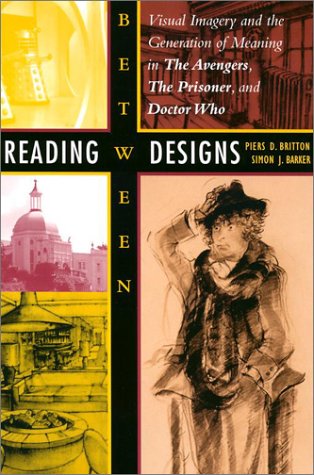 Visual Imagery and the
Generation of Meaning
in The Avengers,
The Prisoner, and
Doctor Who
READING BETWEEN DESIGNS
PIERS D. BRITTON
SIMON J. BARKER